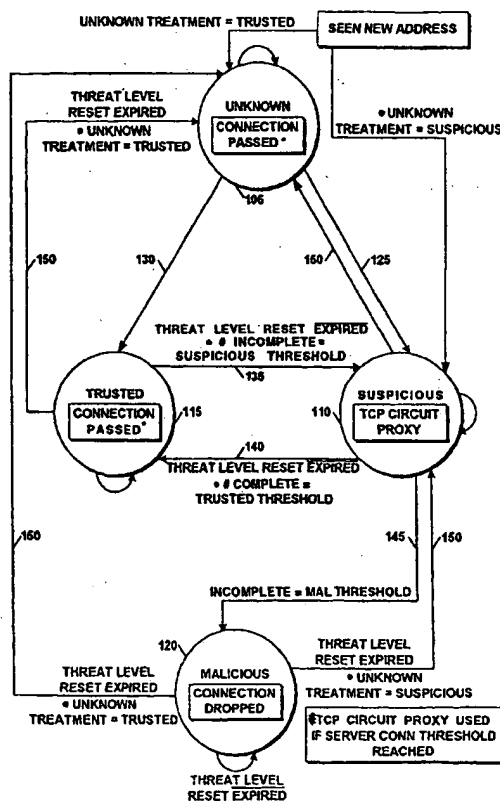 UNKNOWN TREATMENT = TRUSTED
SEEN NEW ADDRESS
THREAT LEVEL
RESET EXPIRED
• UNKNOWN
TREATMENT = TRUSTED
UNKNOWN
CONNECTION
PASSED*
• UNKNOWN
TREATMENT = SUSPICIOUS
105
150
130
150
125
THREAT LEVEL RESET EXPIRED
• # INCOMPLETE =
SUSPICIOUS THRESHOLD
135
TRUSTED
CONNECTION
PASSED*
115
110
SUSPICIOUS
TCP CIRCUIT
PROXY
140
THREAT LEVEL RESET EXPIRED
• # COMPLETE =
TRUSTED THRESHOLD
150
145
150
INCOMPLETE = MAL THRESHOLD
120
THREAT LEVEL
RESET EXPIRED
• UNKNOWN
TREATMENT = TRUSTED
MALICIOUS
CONNECTION
DROPPED
THREAT LEVEL
RESET EXPIRED
• UNKNOWN
TREATMENT = SUSPICIOUS
*TCP CIRCUIT PROXY USED
IF SERVER CONN THRESHOLD
REACHED
THREAT LEVEL
RESET EXPIRED